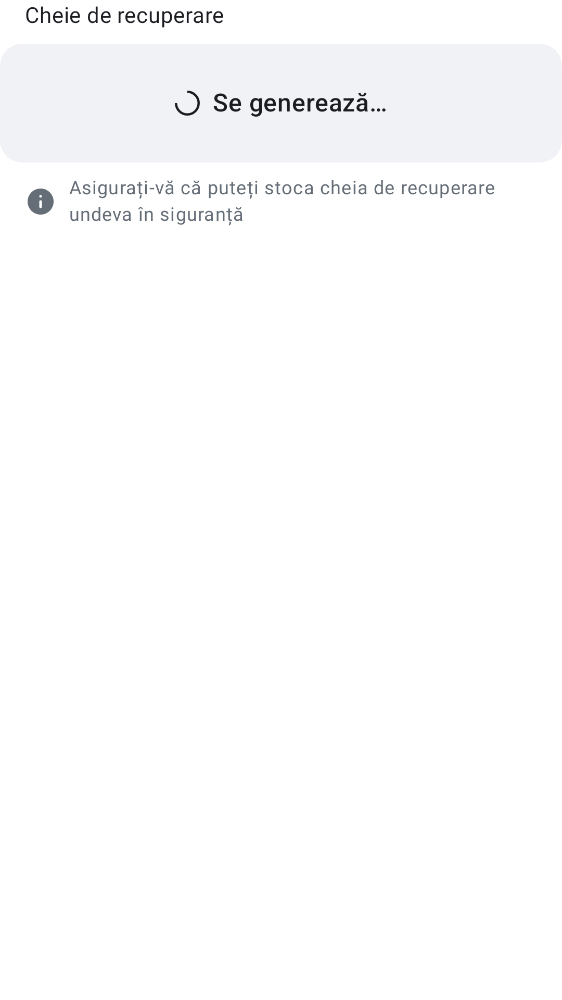 Cheie de recuperare
Se generează…
Asigurați-vă că puteți stoca cheia de recuperare
undeva în siguranță